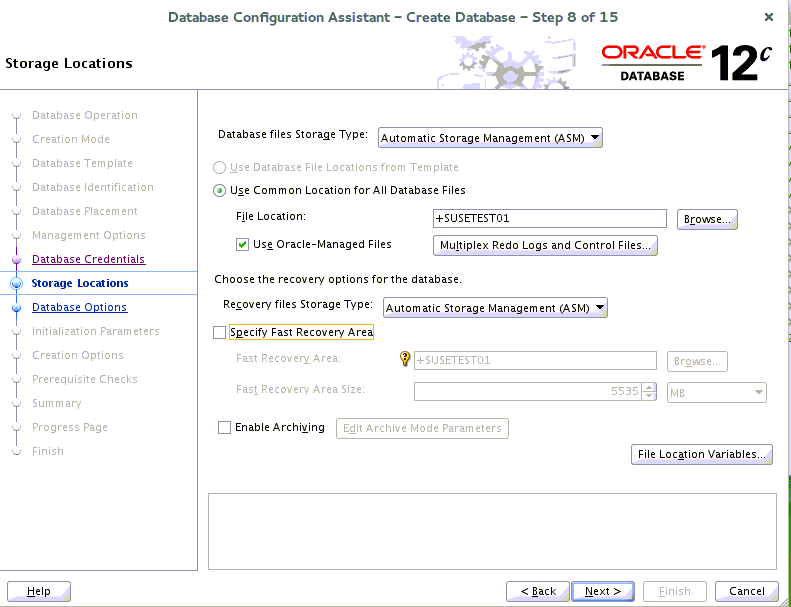 Database Configuration Assistant – Create Database – Step 8 of 15
Storage Locations
ORACLE
DATABASE
12c
Database Operation
Creation Mode
Database Template
Database Identification
Database Placement
Management Options
Database Credentials
Storage Locations
Database Options
Initialization Parameters
Creation Options
Prerequisite Checks
Summary
Progress Page
Finish
Database files Storage Type: Automatic Storage Management (ASM)
Use Database File Locations from Template
Use Common Location for All Database Files
File Location: +SUSETEST01 Browse...
Use Oracle-Managed Files Multiplex Redo Logs and Control Files...
Choose the recovery options for the database.
Recovery files Storage Type: Automatic Storage Management (ASM)
Specify Fast Recovery Area
Fast Recovery Area: +SUSETEST01 Browse...
Fast Recovery Area Size: 5535 MB
Enable Archiving Edit Archive Mode Parameters
File Location Variables...
Help < Back Next > Finish Cancel